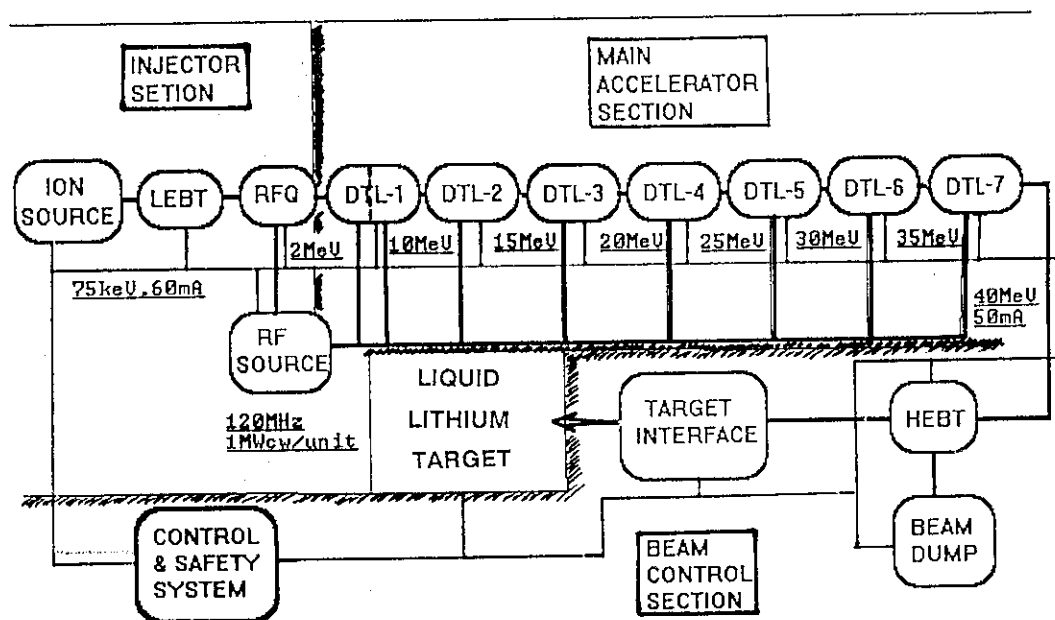 INJECTOR
SETION
MAIN
ACCELERATOR
SECTION
ION
SOURCE
LEBT
RFQ
DTL-1
DTL-2
DTL-3
DTL-4
DTL-5
DTL-6
DTL-7
2MeV
10MeV
15MeV
20MeV
25MeV
30MeV
35MeV
75keV,60mA
40MeV
50mA
RF
SOURCE
120MHz
1MWcw/unit
LIQUID
LITHIUM
TARGET
TARGET
INTERFACE
HEBT
CONTROL
& SAFETY
SYSTEM
BEAM
CONTROL
SECTION
BEAM
DUMP